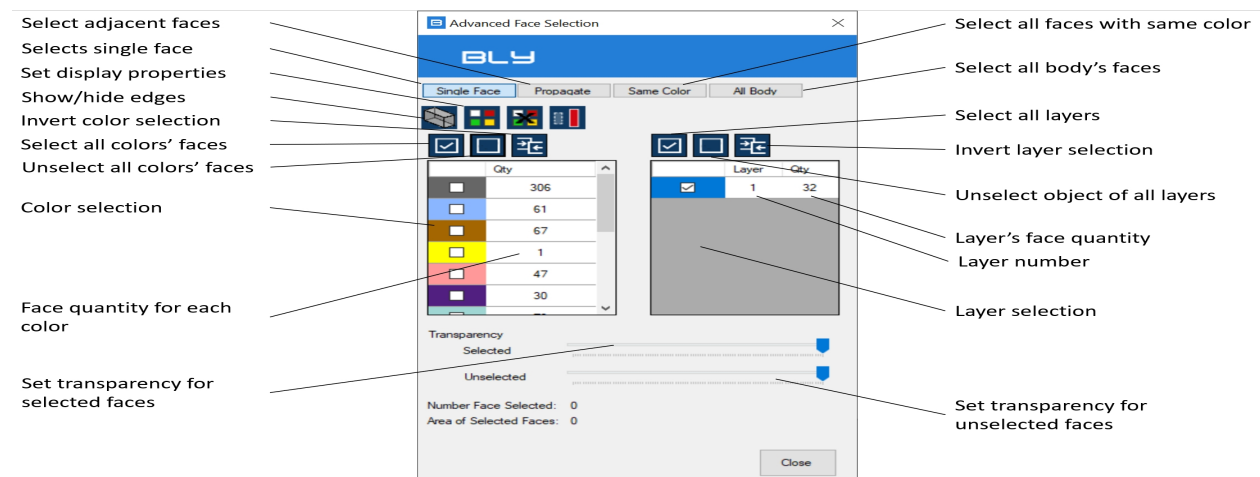 Select adjacent faces
Selects single face
Set display properties
Show/hide edges
Invert color selection
Select all colors’ faces
Unselect all colors’ faces
Color selection
Face quantity for each
color
Set transparency for
selected faces
Advanced Face Selection
BLY
Single Face Propagate Same Color All Body
Qty
306
61
67
1
47
30
Layer Qty
1 32
Transparency
Selected
Unselected
Number Face Selected: 0
Area of Selected Faces: 0
Close
Select all faces with same color
Select all body’s faces
Select all layers
Invert layer selection
Unselect object of all layers
Layer’s face quantity
Layer number
Layer selection
Set transparency for
unselected faces